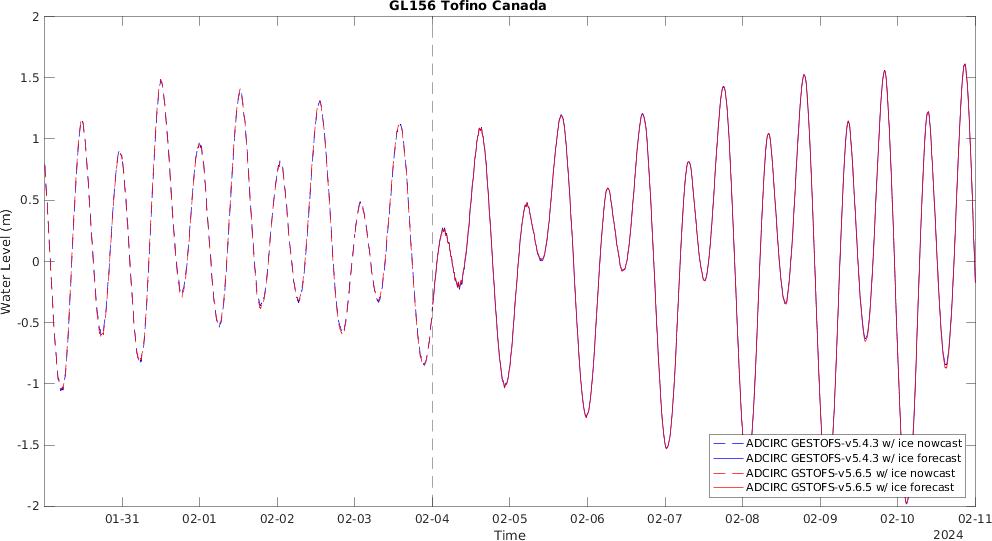 GL156 Tofino Canada
2
1.5
1
0.5
0
-0.5
-1
-1.5
-2
Water Level (m)
ADCIRC GESTOFS-v5.4.3 w/ ice nowcast
ADCIRC GESTOFS-v5.4.3 w/ ice forecast
ADCIRC GSTOFS-v5.6.5 w/ ice nowcast
ADCIRC GSTOFS-v5.6.5 w/ ice forecast
01-31 02-01 02-02 02-03 02-04 02-05 02-06 02-07 02-08 02-09 02-10 02-11
Time
2024